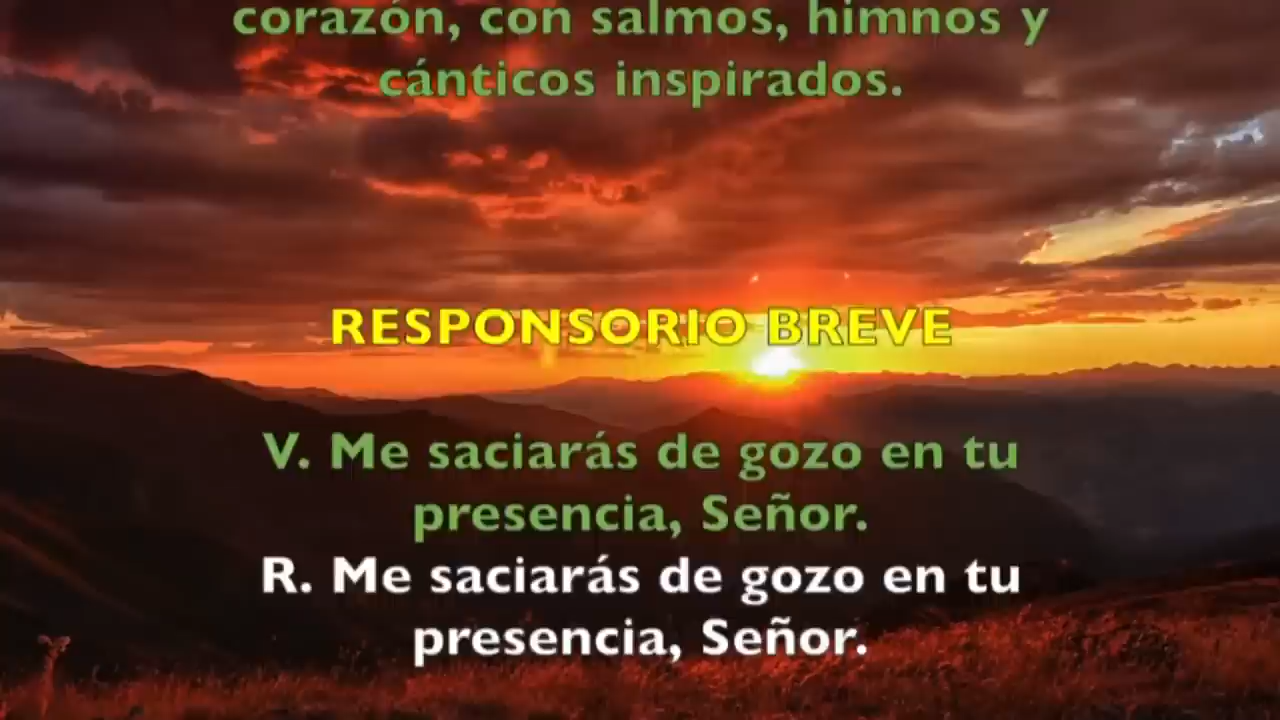 corazón, con salmos, himnos y
cánticos inspirados.
RESPONSORIO BREVE
V. Me saciarás de gozo en tu
presencia, Señor.
R. Me saciarás de gozo en tu
presencia, Señor.